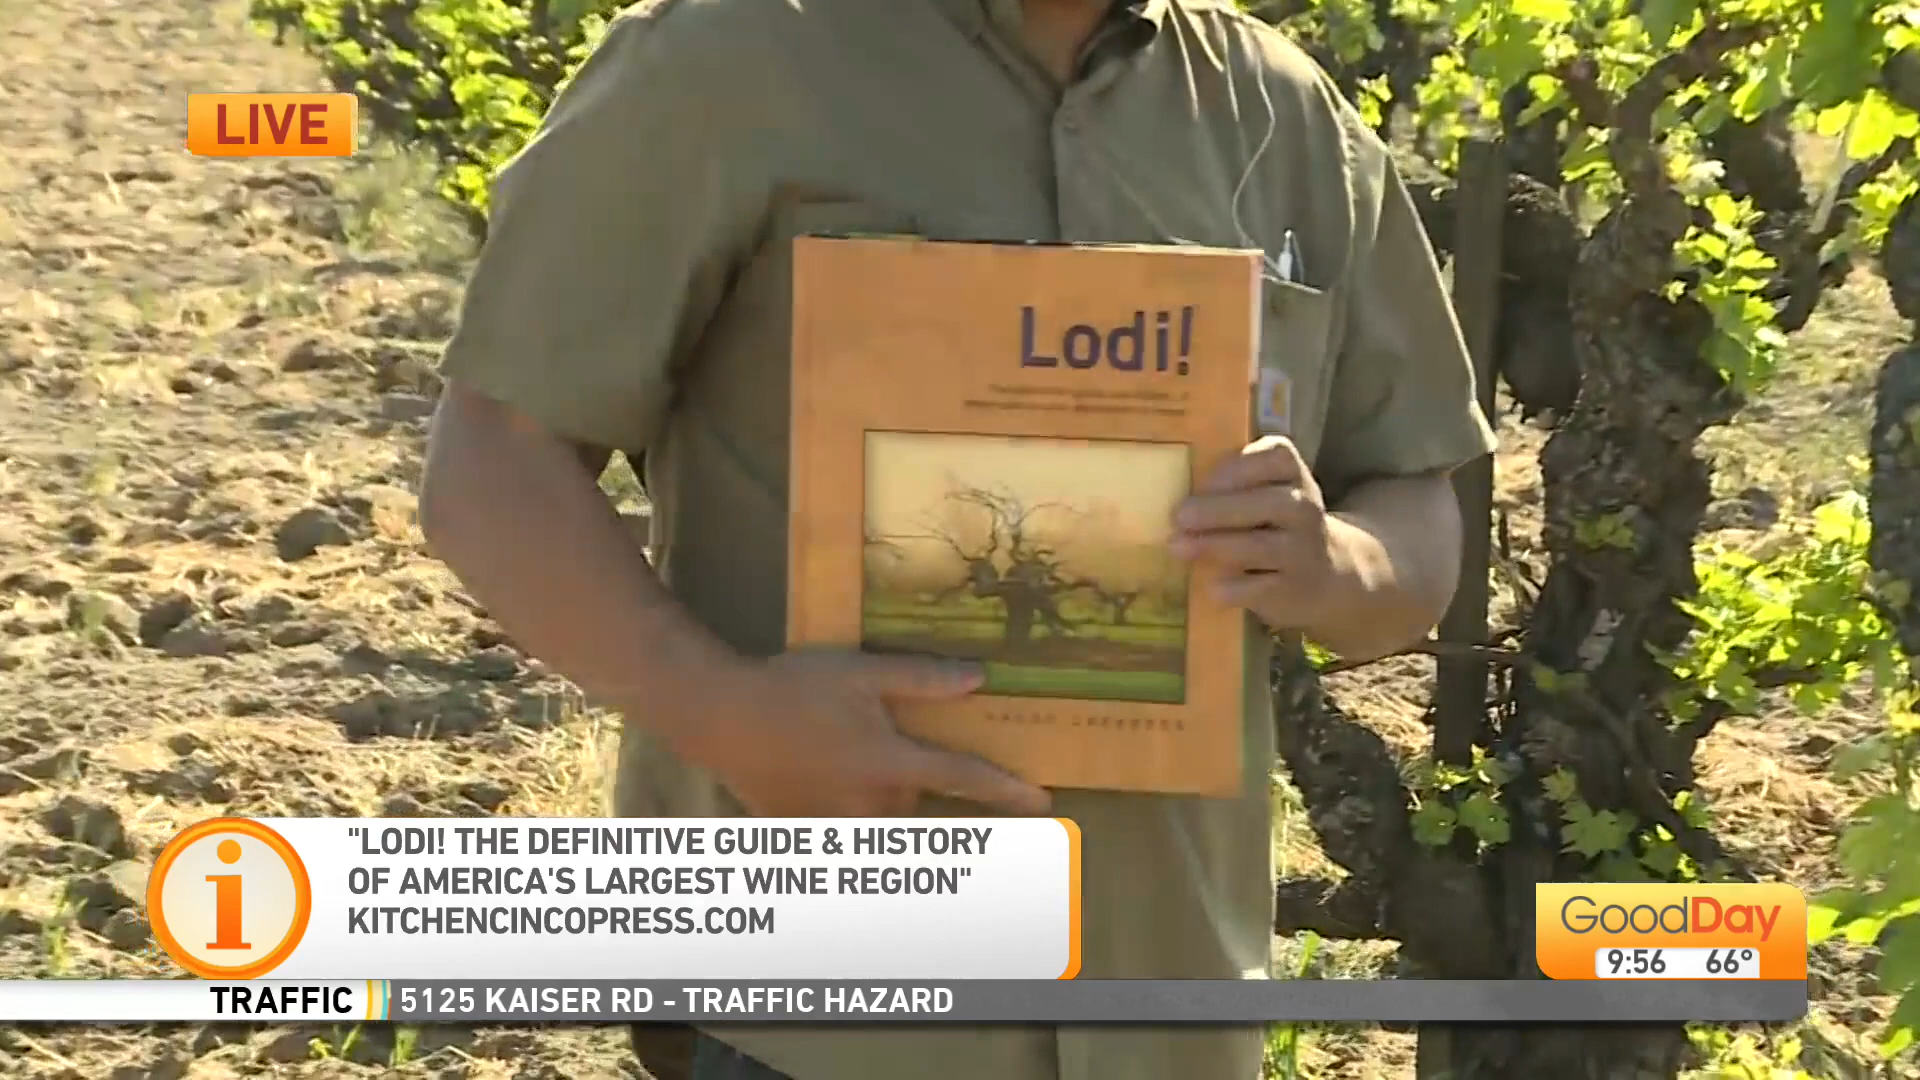 LIVE
Lodi!
"LODI! THE DEFINITIVE GUIDE & HISTORY
OF AMERICA'S LARGEST WINE REGION"
KITCHENCINCOPRESS.COM
GoodDay
9:56 66°
TRAFFIC 5125 KAISER RD - TRAFFIC HAZARD